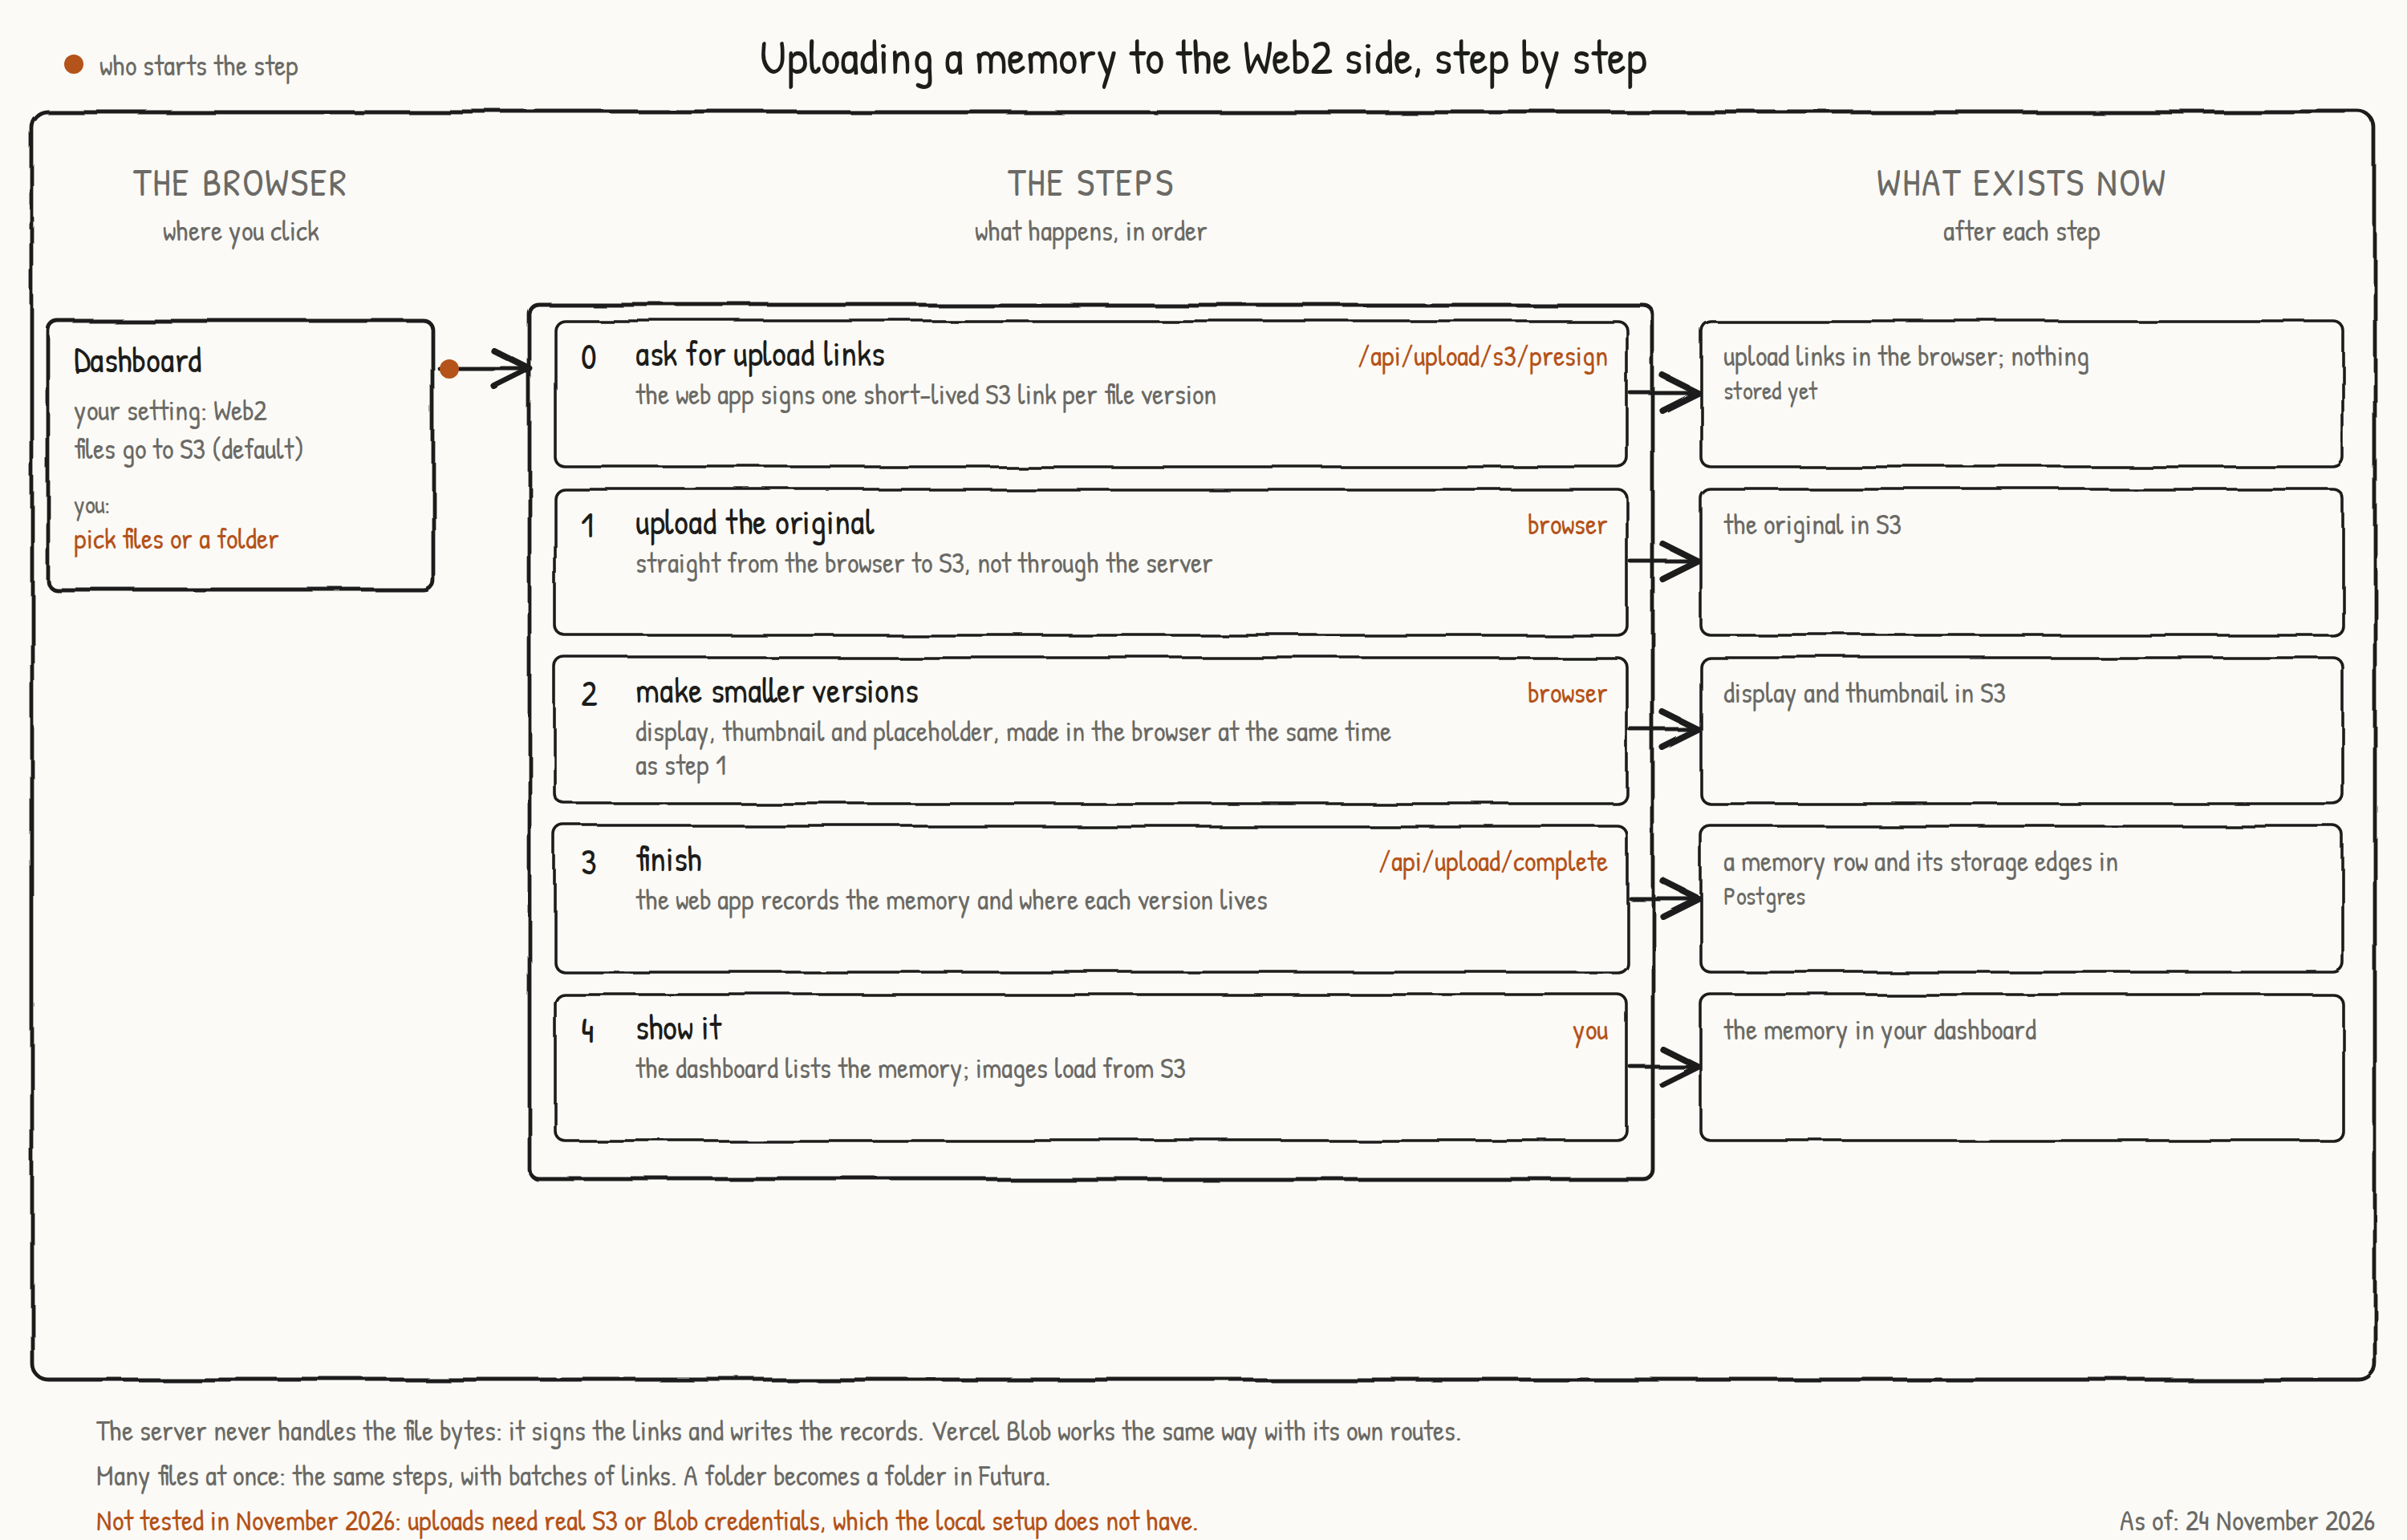 who starts the step
Uploading a memory to the Web2 side, step by step
THE BROWSER
where you click
THE STEPS
what happens, in order
WHAT EXISTS NOW
after each step
Dashboard
your setting: Web2
files go to S3 (default)
you:
pick files or a folder
0 ask for upload links /api/upload/s3/presign
the web app signs one short-lived S3 link per file version
upload links in the browser; nothing
stored yet
1 upload the original browser
straight from the browser to S3, not through the server
the original in S3
2 make smaller versions browser
display, thumbnail and placeholder, made in the browser at the same time
as step 1
display and thumbnail in S3
3 finish /api/upload/complete
the web app records the memory and where each version lives
a memory row and its storage edges in
Postgres
4 show it you
the dashboard lists the memory; images load from S3
the memory in your dashboard
The server never handles the file bytes: it signs the links and writes the records. Vercel Blob works the same way with its own routes.
Many files at once: the same steps, with batches of links. A folder becomes a folder in Futura.
Not tested in November 2026: uploads need real S3 or Blob credentials, which the local setup does not have.
As of: 24 November 2026